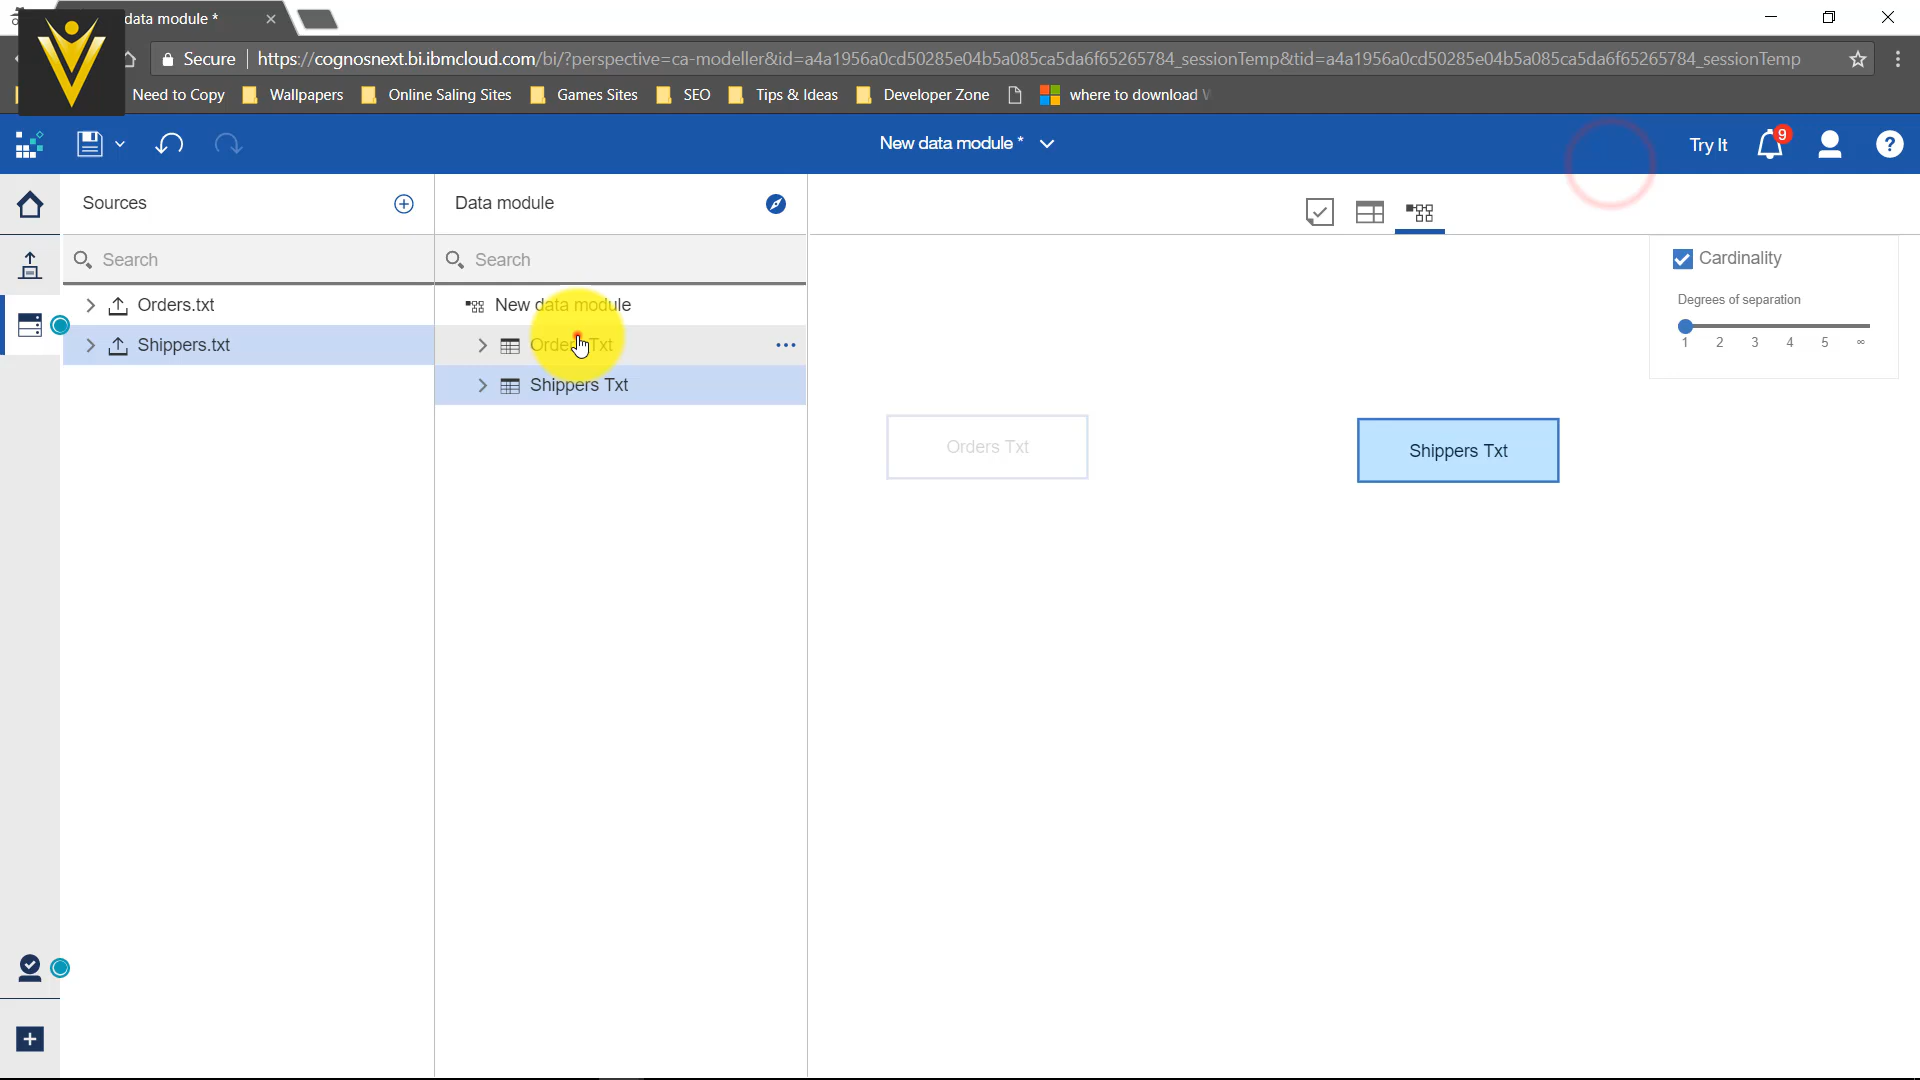 data module *
Secure https://cognosnext.bi.ibmcloud.com/bi/?perspective=ca-modeller&id=a4a1956a0cd50285e04b5a085ca5da6f65265784_sessionTemp&tid=a4a1956a0cd50285e04b5a085ca5da6f65265784_sessionTemp
Need to Copy Wallpapers Online Saling Sites Games Sites SEO Tips & Ideas Developer Zone where to download
New data module * Try It 9 ?
Sources Data module
Search Search
Cardinality
Orders.txt New data module
Degrees of separation
Shippers.txt Txt
1 2 3 4 5 ∞
Shippers Txt
Orders Txt Shippers Txt